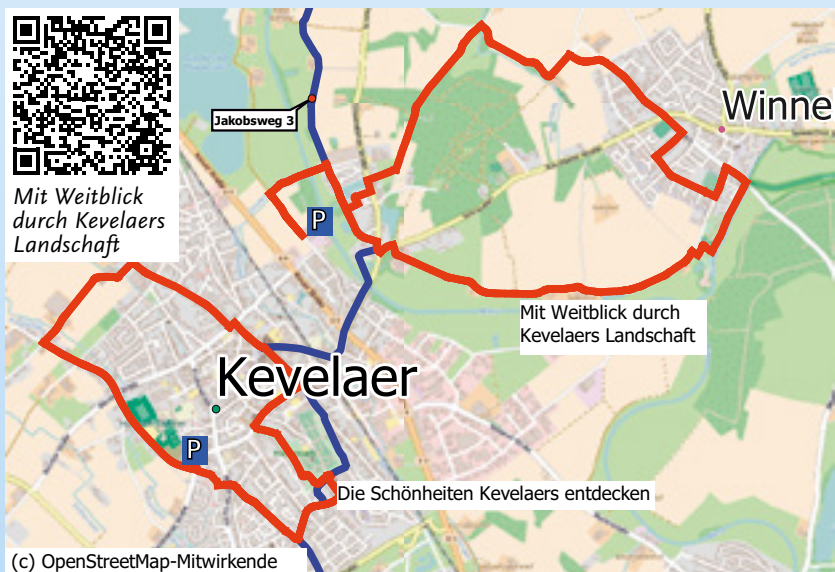 Mit Weitblick
durch Kevelaers
Landschaft
Jakobsweg 3
Winne
P
Mit Weitblick durch
Kevelaers Landschaft
Kevelaer
P
Die Schönheiten Kevelaers entdecken
(c) OpenStreetMap-Mitwirkende